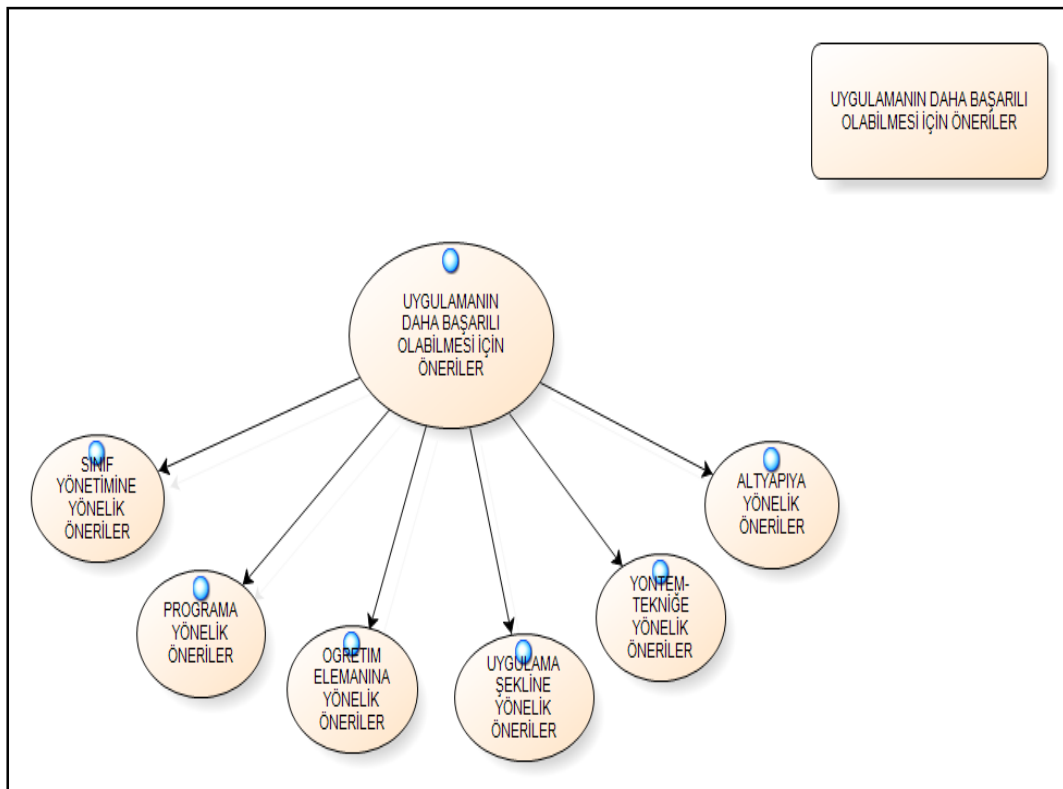 UYGULAMANIN DAHA BAŞARILI
OLABİLMESİ İÇİN ÖNERİLER
UYGULAMANIN
DAHA BAŞARILI
OLABİLMESİ İÇİN
ÖNERİLER
SINIF
YÖNETİMİNE
YÖNELİK
ÖNERİLER
PROGRAMA
YÖNELİK
ÖNERİLER
ÖĞRETİM
ELEMANINA
YÖNELİK
ÖNERİLER
UYGULAMA
ŞEKLİNE
YÖNELİK
ÖNERİLER
YÖNTEM-
TEKNİĞE
YÖNELİK
ÖNERİLER
ALTYAPIYA
YÖNELİK
ÖNERİLER